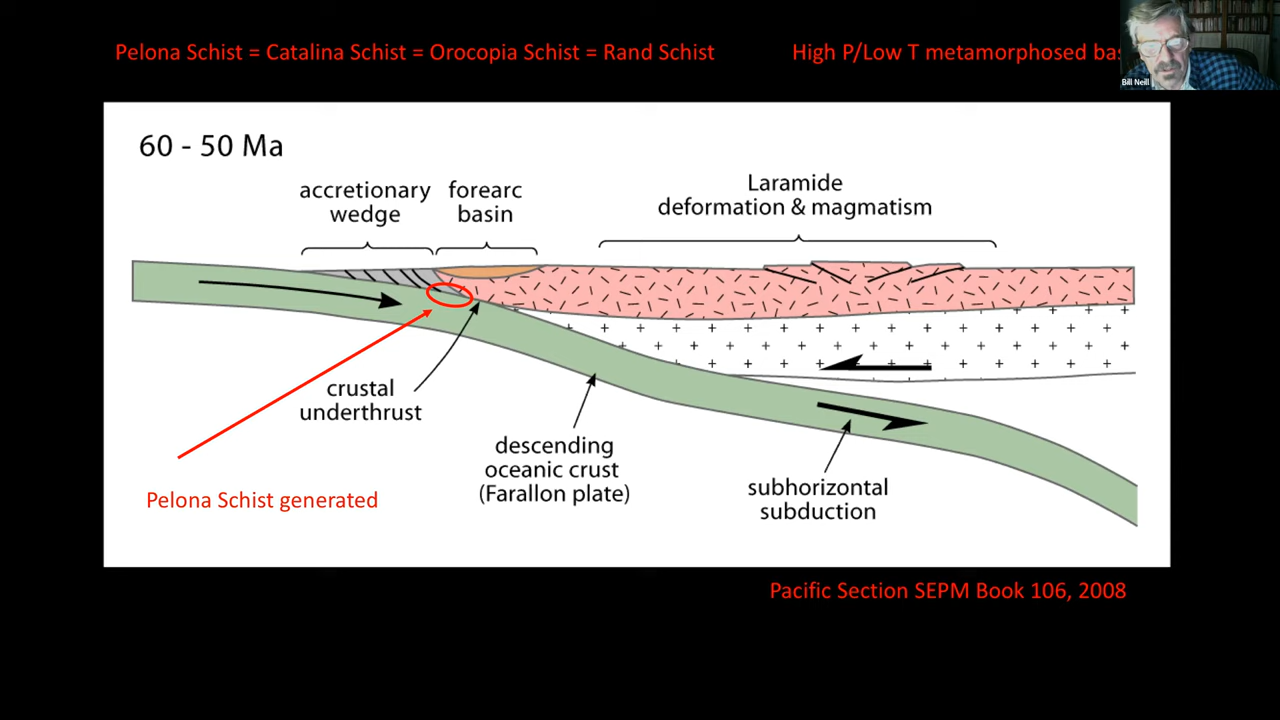 Pelona Schist = Catalina Schist = Orocopia Schist = Rand Schist
High P/Low T metamorphosed
Bill Neill
60 - 50 Ma
accretionary
wedge
forearc
basin
Laramide
deformation & magmatism
crustal
underthrust
descending
oceanic crust
(Farallon plate)
subhorizontal
subduction
Pelona Schist generated
Pacific Section SEPM Book 106, 2008